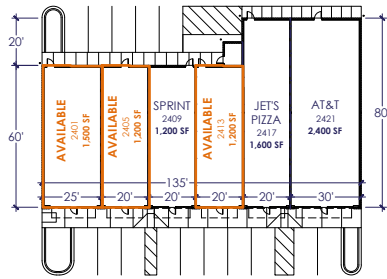 20'
60'
80'
AVAILABLE
2401
1,500 SF
AVAILABLE
2405
1,200 SF
SPRINT
2409
1,200 SF
AVAILABLE
2413
1,200 SF
JET'S
PIZZA
2417
1,600 SF
AT&T
2421
2,400 SF
135'
25'
20'
20'
20'
20'
30'